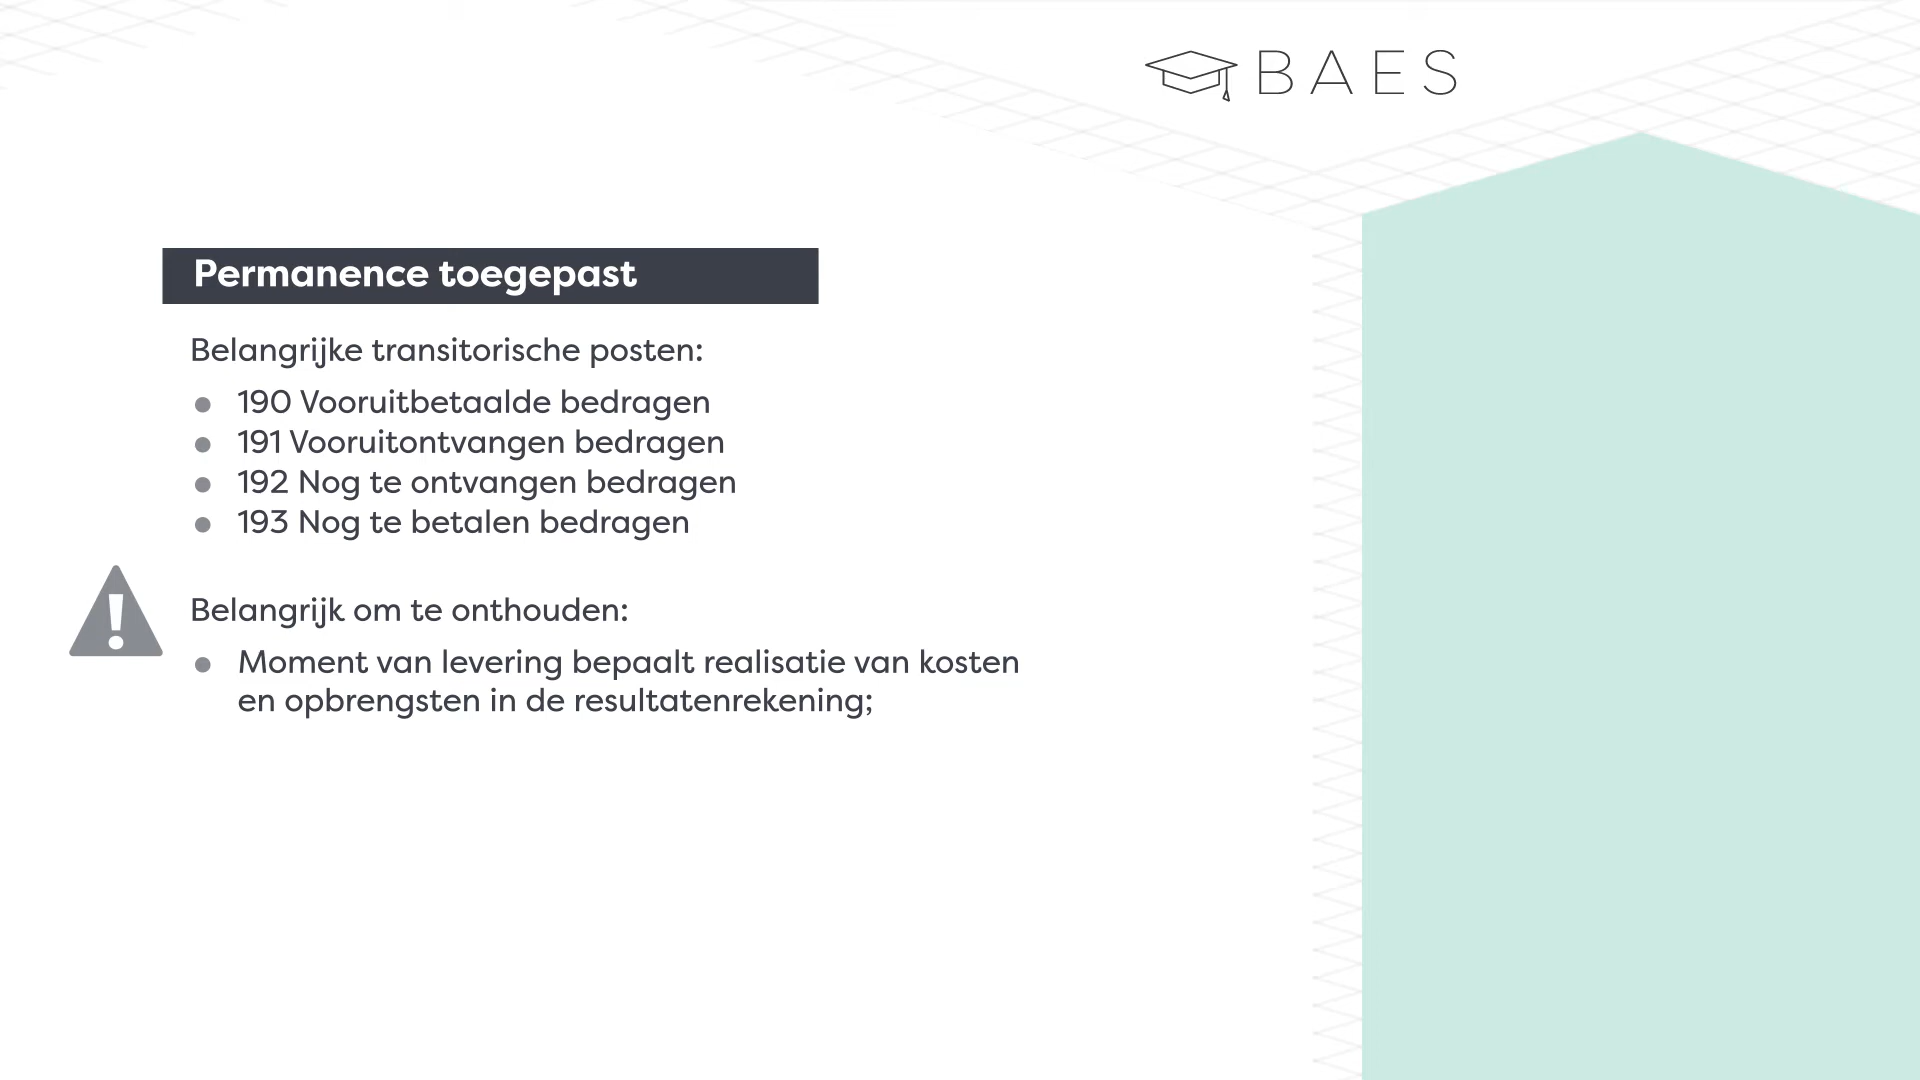 BAES
Permanence toegepast
Belangrijke transitorische posten:
● 190 Vooruitbetaalde bedragen
● 191 Vooruitontvangen bedragen
● 192 Nog te ontvangen bedragen
● 193 Nog te betalen bedragen
Belangrijk om te onthouden:
● Moment van levering bepaalt realisatie van kosten
en opbrengsten in de resultatenrekening;